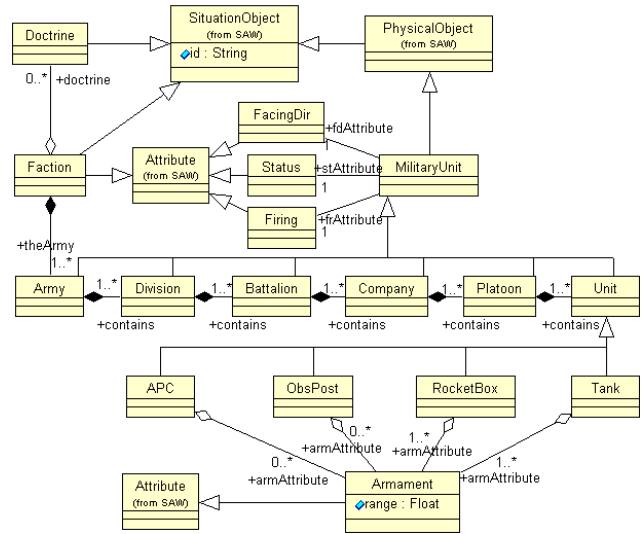 SituationObject
(from SAW)
id : String
Doctrine
PhysicalObject
(from SAW)
0..*
+doctrine
FacingDir
+fdAttribute
1
Faction
Attribute
(from SAW)
Status
+stAttribute
1
MilitaryUnit
Firing
+frAttribute
1
+theArmy
1..*
Army
1..*
Division
1..*
Battalion
1..*
Company
1..*
Platoon
1..*
Unit
+contains
+contains
+contains
+contains
+contains
APC
ObsPost
RocketBox
Tank
0..*
+armAttribute
1..*
+armAttribute
0..*
+armAttribute
1..*
+armAttribute
Attribute
(from SAW)
Armament
range : Float